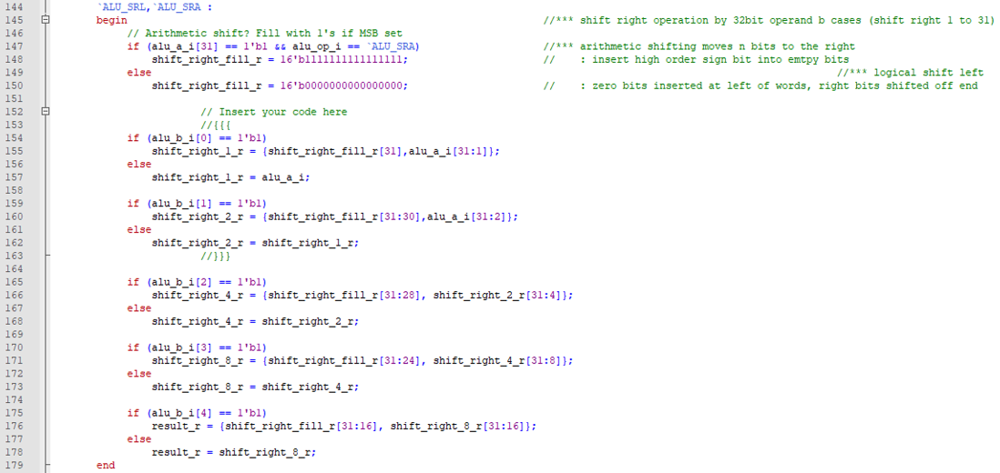 144 `ALU_SRL,`ALU_SRA :
145 begin //*** shift right operation by 32bit operand b cases (shift right 1 to 31)
146 // Arithmetic shift? Fill with 1's if MSB set
147 if (alu_a_i[31] == 1'b1 && alu_op_i == `ALU_SRA) //*** arithmetic shifting moves n bits to the right
148 shift_right_fill_r = 16'b1111111111111111; // : insert high order sign bit into emtpy bits
149 else //*** logical shift left
150 shift_right_fill_r = 16'b0000000000000000; // : zero bits inserted at left of words, right bits shifted off end
151
152 // Insert your code here
153 //{{{
154 if (alu_b_i[0] == 1'b1)
155 shift_right_1_r = {shift_right_fill_r[31],alu_a_i[31:1]};
156 else
157 shift_right_1_r = alu_a_i;
158
159 if (alu_b_i[1] == 1'b1)
160 shift_right_2_r = {shift_right_fill_r[31:30],alu_a_i[31:2]};
161 else
162 shift_right_2_r = shift_right_1_r;
163 //}}}
164
165 if (alu_b_i[2] == 1'b1)
166 shift_right_4_r = {shift_right_fill_r[31:28], shift_right_2_r[31:4]};
167 else
168 shift_right_4_r = shift_right_2_r;
169
170 if (alu_b_i[3] == 1'b1)
171 shift_right_8_r = {shift_right_fill_r[31:24], shift_right_4_r[31:8]};
172 else
173 shift_right_8_r = shift_right_4_r;
174
175 if (alu_b_i[4] == 1'b1)
176 result_r = {shift_right_fill_r[31:16], shift_right_8_r[31:16]};
177 else
178 result_r = shift_right_8_r;
179 end